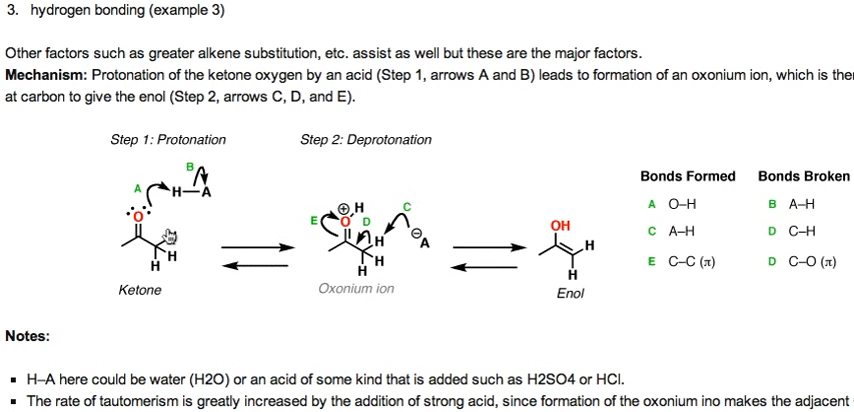 3. hydrogen bonding (example 3)
Other factors such as greater alkene substitution, etc. assist as well but these are the major factors.
Mechanism: Protonation of the ketone oxygen by an acid (Step 1, arrows A and B) leads to formation of an oxonium ion, which is ther
at carbon to give the enol (Step 2, arrows C, D, and E).
Step 1: Protonation Step 2: Deprotonation
Bonds Formed Bonds Broken
A O–H B A–H
C A–H D C–H
E C–C (π) D C–O (π)
A B H–A O H H
Ketone
E O H D C H H H A
Oxonium ion
OH H H
Enol
Notes:
▪ H–A here could be water (H2O) or an acid of some kind that is added such as H2SO4 or HCl.
▪ The rate of tautomerism is greatly increased by the addition of strong acid, since formation of the oxonium ino makes the adjacent